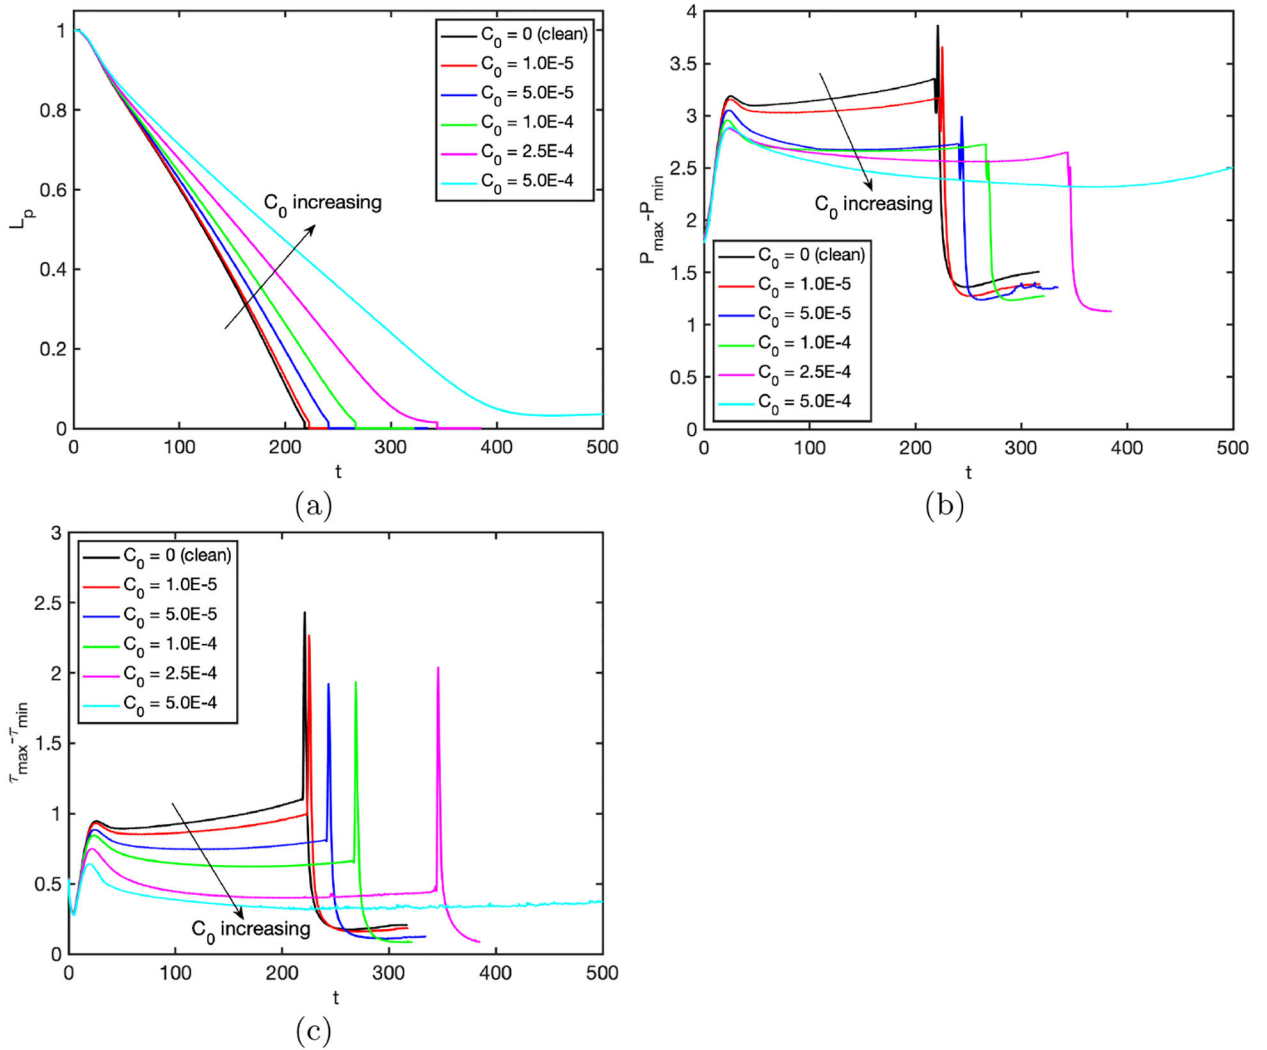 1
0.8
0.6
0.4
0.2
0
L_p
0 100 200 300 400 500
t
C_0 = 0 (clean)
C_0 = 1.0E-5
C_0 = 5.0E-5
C_0 = 1.0E-4
C_0 = 2.5E-4
C_0 = 5.0E-4
C_0 increasing
(a)
4
3.5
3
2.5
2
1.5
1
0.5
0
P_max-P_min
0 100 200 300 400 500
t
C_0 increasing
C_0 = 0 (clean)
C_0 = 1.0E-5
C_0 = 5.0E-5
C_0 = 1.0E-4
C_0 = 2.5E-4
C_0 = 5.0E-4
(b)
3
2.5
2
1.5
1
0.5
0
τ_max-τ_min
0 100 200 300 400 500
t
C_0 = 0 (clean)
C_0 = 1.0E-5
C_0 = 5.0E-5
C_0 = 1.0E-4
C_0 = 2.5E-4
C_0 = 5.0E-4
C_0 increasing
(c)